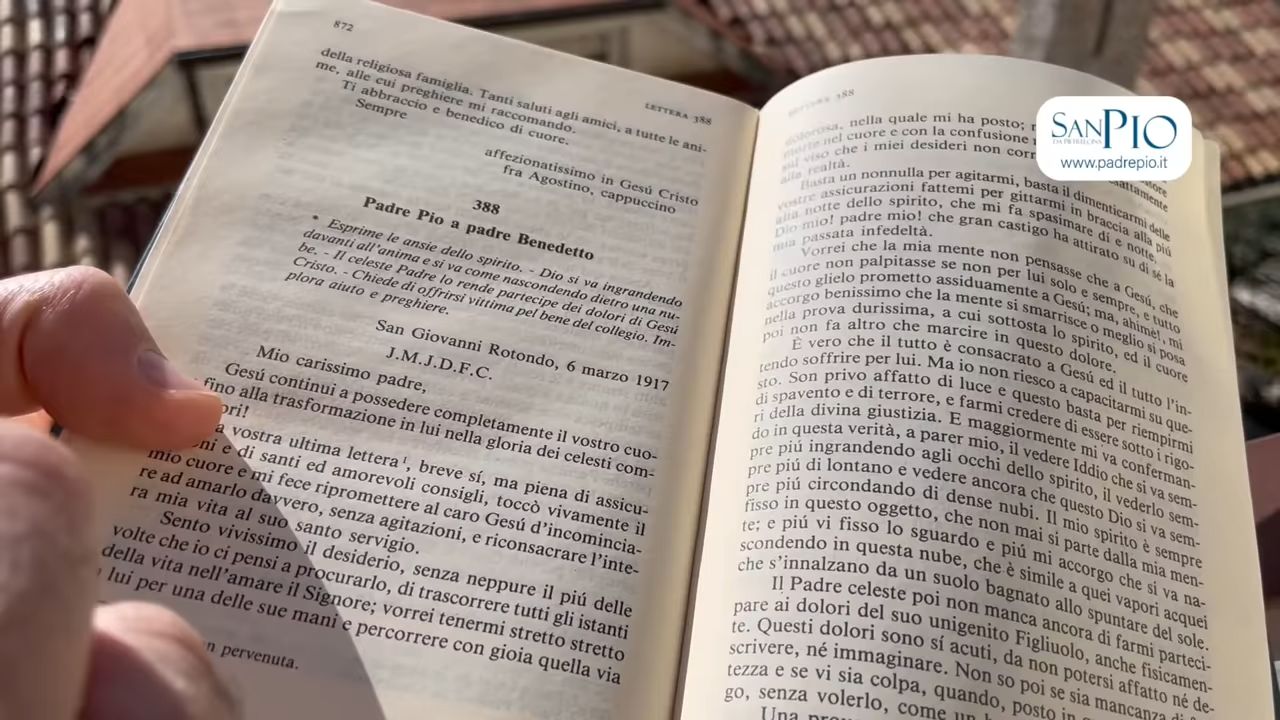 872
LETTERA 388
della religiosa famiglia. Tanti saluti agli amici, a tutte le ani-
me, alle cui preghiere mi raccomando.
Ti abbraccio e benedico di cuore.
Sempre
affezionatissimo in Gesú Cristo
fra Agostino, cappuccino
388
Padre Pio a padre Benedetto
* Esprime le ansie dello spirito. - Dio si va ingrandendo
davanti all'anima e si va come nascondendo dietro una nu-
be. - Il celeste Padre lo rende partecipe dei dolori di Gesú
Cristo. - Chiede di offrirsi vittima pel bene del collegio. Im-
plora aiuto e preghiere.
San Giovanni Rotondo, 6 marzo 1917
J.M.J.D.F.C.
Mio carissimo padre,
Gesú continui a possedere completamente il vostro cuo-
fino alla trasformazione in lui nella gloria dei celesti com-
ori!
a vostra ultima lettera¹, breve sí, ma piena di assicu-
ni e di santi ed amorevoli consigli, toccò vivamente il
mio cuore e mi fece ripromettere al caro Gesú d'incomincia-
re ad amarlo davvero, senza agitazioni, e riconsacrare l'inte-
ra mia vita al suo santo servigio.
Sento vivissimo il desiderio, senza neppure il piú delle
volte che io ci pensi a procurarlo, di trascorrere tutti gli istanti
della vita nell'amare il Signore; vorrei tenermi stretto stretto
lui per una delle sue mani e percorrere con gioia quella via
n pervenuta.
LETTERA 388
dolorosa, nella quale mi ha posto;
nel cuore e con la confusione
sul viso che i miei desideri non corr esattamente
alla realtà.
Basta un nonnulla per agitarmi, basta il dimenticarmi delle
vostre assicurazioni fattemi per gittarmi in braccia alla piú
alta notte dello spirito, che mi fa spasimare dí e notte.
Dio mio! padre mio! che gran castigo ha attirato su di sé la
mia passata infedeltà.
Vorrei che la mia mente non pensasse che a Gesú, che
il cuore non palpitasse se non per lui solo e sempre, e tutto
questo glielo prometto assiduamente a Gesú; ma, ahimè!, mi
accorgo benissimo che la mente si smarrisce o meglio si posa
nella prova durissima, a cui sottosta lo spirito, ed il cuore
poi non fa altro che marcire in questo dolore.
È vero che il tutto è consacrato a Gesú ed il tutto l'in-
tendo soffrire per lui. Ma io non riesco a capacitarmi su que-
sto. Son privo affatto di luce e questo basta per riempirmi
di spavento e di terrore, e farmi credere di essere sotto i rigo-
ri della divina giustizia. E maggiormente mi va conferman-
do in questa verità, a parer mio, il vedere Iddio che si va sem-
pre piú ingrandendo agli occhi dello spirito, il vederlo sem-
pre piú di lontano e vedere ancora che questo Dio si va sem-
pre piú circondando di dense nubi. Il mio spirito è sempre
fisso in questo oggetto, che non mai si parte dalla mia men-
te; e piú vi fisso lo sguardo e piú mi accorgo che si va na-
scondendo in questa nube, che è simile a quei vapori acquei
che s'innalzano da un suolo bagnato allo spuntare del sole.
Il Padre celeste poi non manca ancora di farmi parteci-
pare ai dolori del suo unigenito Figliuolo, anche fisicamen-
te. Questi dolori sono sí acuti, da non potersi affatto né de-
scrivere, né immaginare. Non so poi se sia mancanza di
tezza e se vi sia colpa, quando, posto in
go, senza volerlo, come un
Una
SAN PIO
DA PIETRELCINA
www.padrepio.it